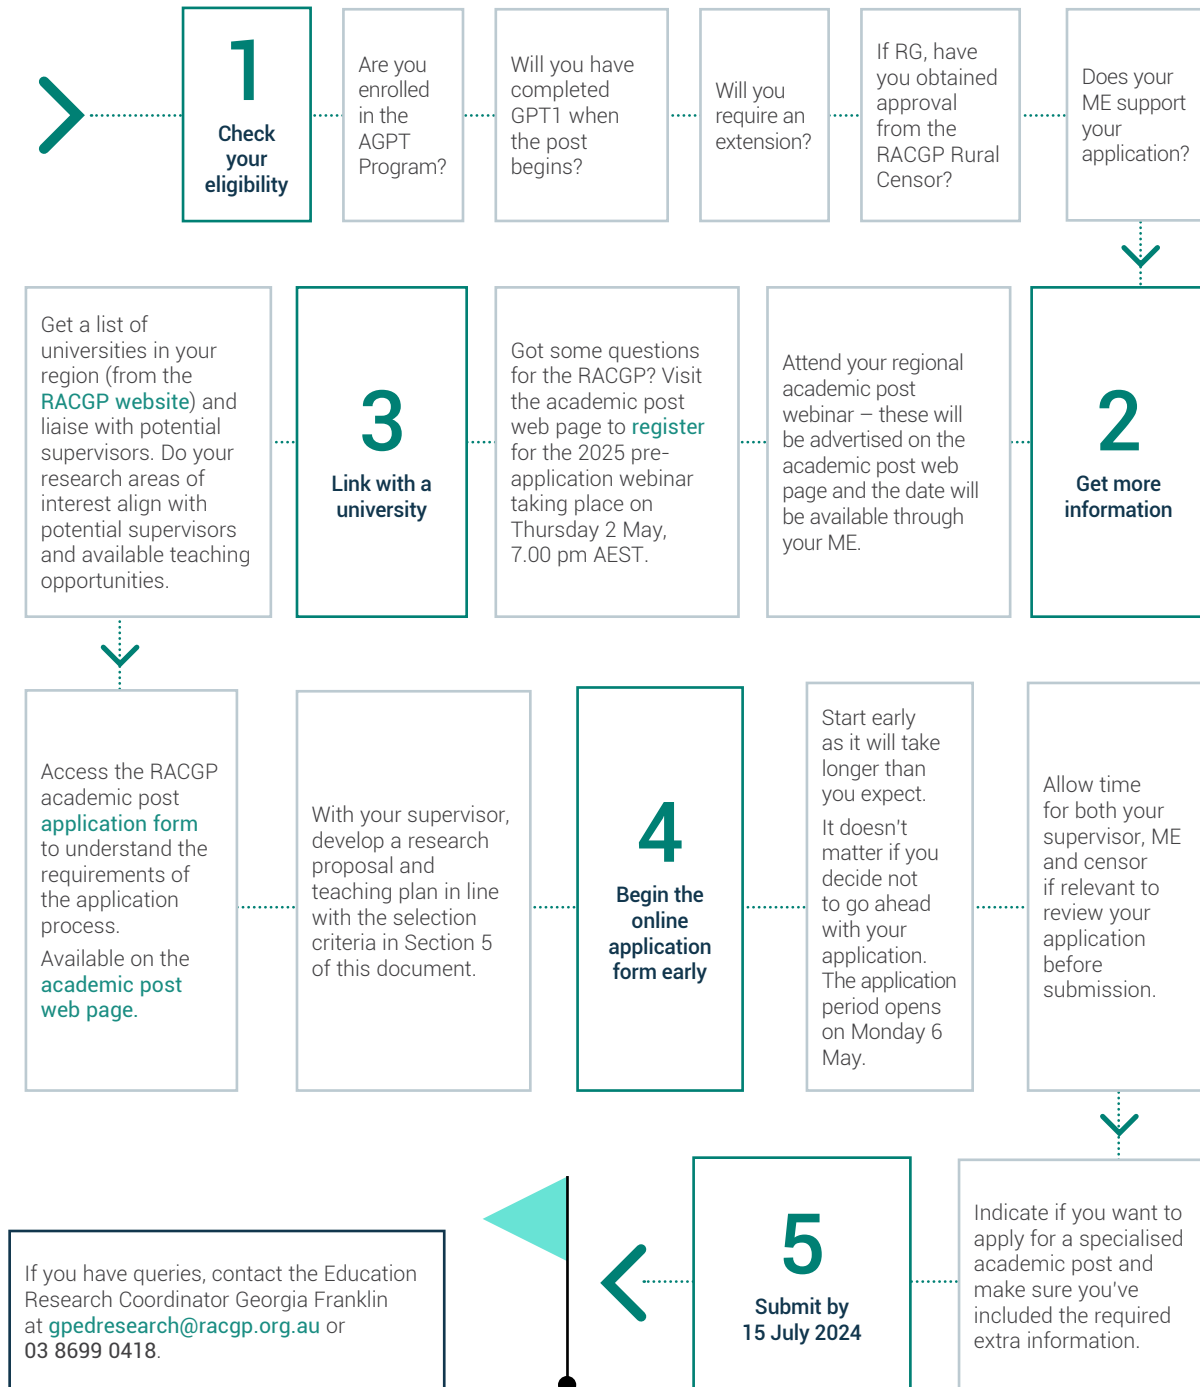 1
Check
your
eligibility
Are you
enrolled
in the
AGPT
Program?
Will you have
completed
GPT1 when
the post
begins?
Will you
require an
extension?
If RG, have
you obtained
approval
from the
RACGP Rural
Censor?
Does your
ME support
your
application?
2
Get more
information
Attend your regional
academic post
webinar – these will
be advertised on the
academic post web
page and the date will
be available through
your ME.
Got some questions
for the RACGP? Visit
the academic post
web page to register
for the 2025 pre-
application webinar
taking place on
Thursday 2 May,
7.00 pm AEST.
3
Link with a
university
Get a list of
universities in your
region (from the
RACGP website) and
liaise with potential
supervisors. Do your
research areas of
interest align with
potential supervisors
and available teaching
opportunities.
Access the RACGP
academic post
application form
to understand the
requirements of
the application
process.
Available on the
academic post
web page.
With your supervisor,
develop a research
proposal and
teaching plan in line
with the selection
criteria in Section 5
of this document.
4
Begin the
online
application
form early
Start early
as it will take
longer than
you expect.
It doesn't
matter if you
decide not
to go ahead
with your
application.
The application
period opens
on Monday 6
May.
Allow time
for both your
supervisor, ME
and censor
if relevant to
review your
application
before
submission.
Indicate if you want to
apply for a specialised
academic post and
make sure you've
included the required
extra information.
5
Submit by
15 July 2024
If you have queries, contact the Education
Research Coordinator Georgia Franklin
at gpedresearch@racgp.org.au or
03 8699 0418.